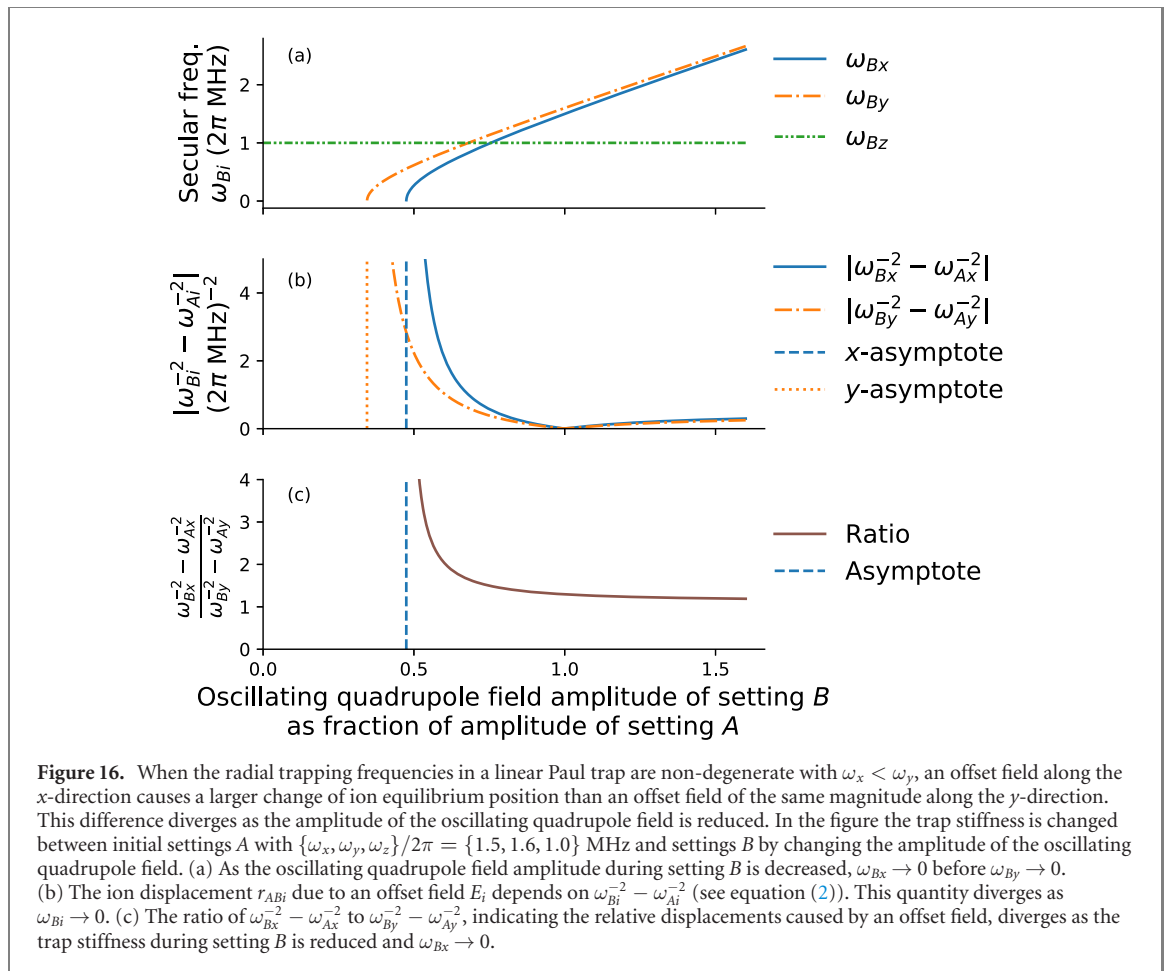 Secular freq.
ω_Bi (2π MHz)
2
1
0
(a)
ω_Bx
ω_By
ω_Bz
|ω_Bi^−2 − ω_Ai^−2|
(2π MHz)^−2
4
2
0
(b)
|ω_Bx^−2 − ω_Ax^−2|
|ω_By^−2 − ω_Ay^−2|
x-asymptote
y-asymptote
ω_Bx^−2 − ω_Ax^−2
ω_By^−2 − ω_Ay^−2
4
3
2
1
0
(c)
Ratio
Asymptote
0.0 0.5 1.0 1.5
Oscillating quadrupole field amplitude of setting B
as fraction of amplitude of setting A
Figure 16. When the radial trapping frequencies in a linear Paul trap are non-degenerate with ω_x < ω_y, an offset field along the
x-direction causes a larger change of ion equilibrium position than an offset field of the same magnitude along the y-direction.
This difference diverges as the amplitude of the oscillating quadrupole field is reduced. In the figure the trap stiffness is changed
between initial settings A with {ω_x, ω_y, ω_z}/2π = {1.5, 1.6, 1.0} MHz and settings B by changing the amplitude of the oscillating
quadrupole field. (a) As the oscillating quadrupole field amplitude during setting B is decreased, ω_Bx → 0 before ω_By → 0.
(b) The ion displacement r_ABi due to an offset field E_i depends on ω_Bi^−2 − ω_Ai^−2 (see equation (2)). This quantity diverges as
ω_Bi → 0. (c) The ratio of ω_Bx^−2 − ω_Ax^−2 to ω_By^−2 − ω_Ay^−2, indicating the relative displacements caused by an offset field, diverges as the
trap stiffness during setting B is reduced and ω_Bx → 0.